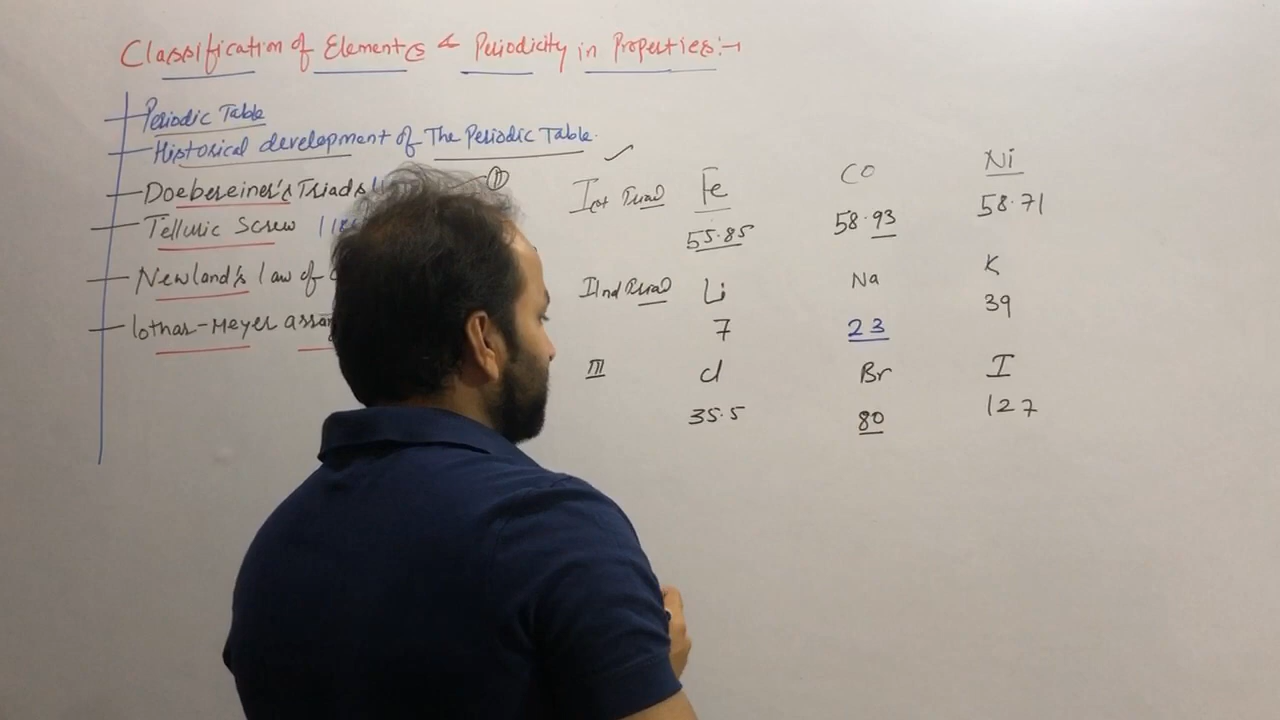 Classification of Elements & Periodicity in Properties:-
Periodic Table
Historical development of The Periodic Table.
Doebereiner's Triads
Telluric Screw
Newland's law of
lothar-Meyer
Ist Triad Fe Co Ni
55.85 58.93 58.71
IInd Triad Li Na K
7 23 39
III Cl Br I
35.5 80 127